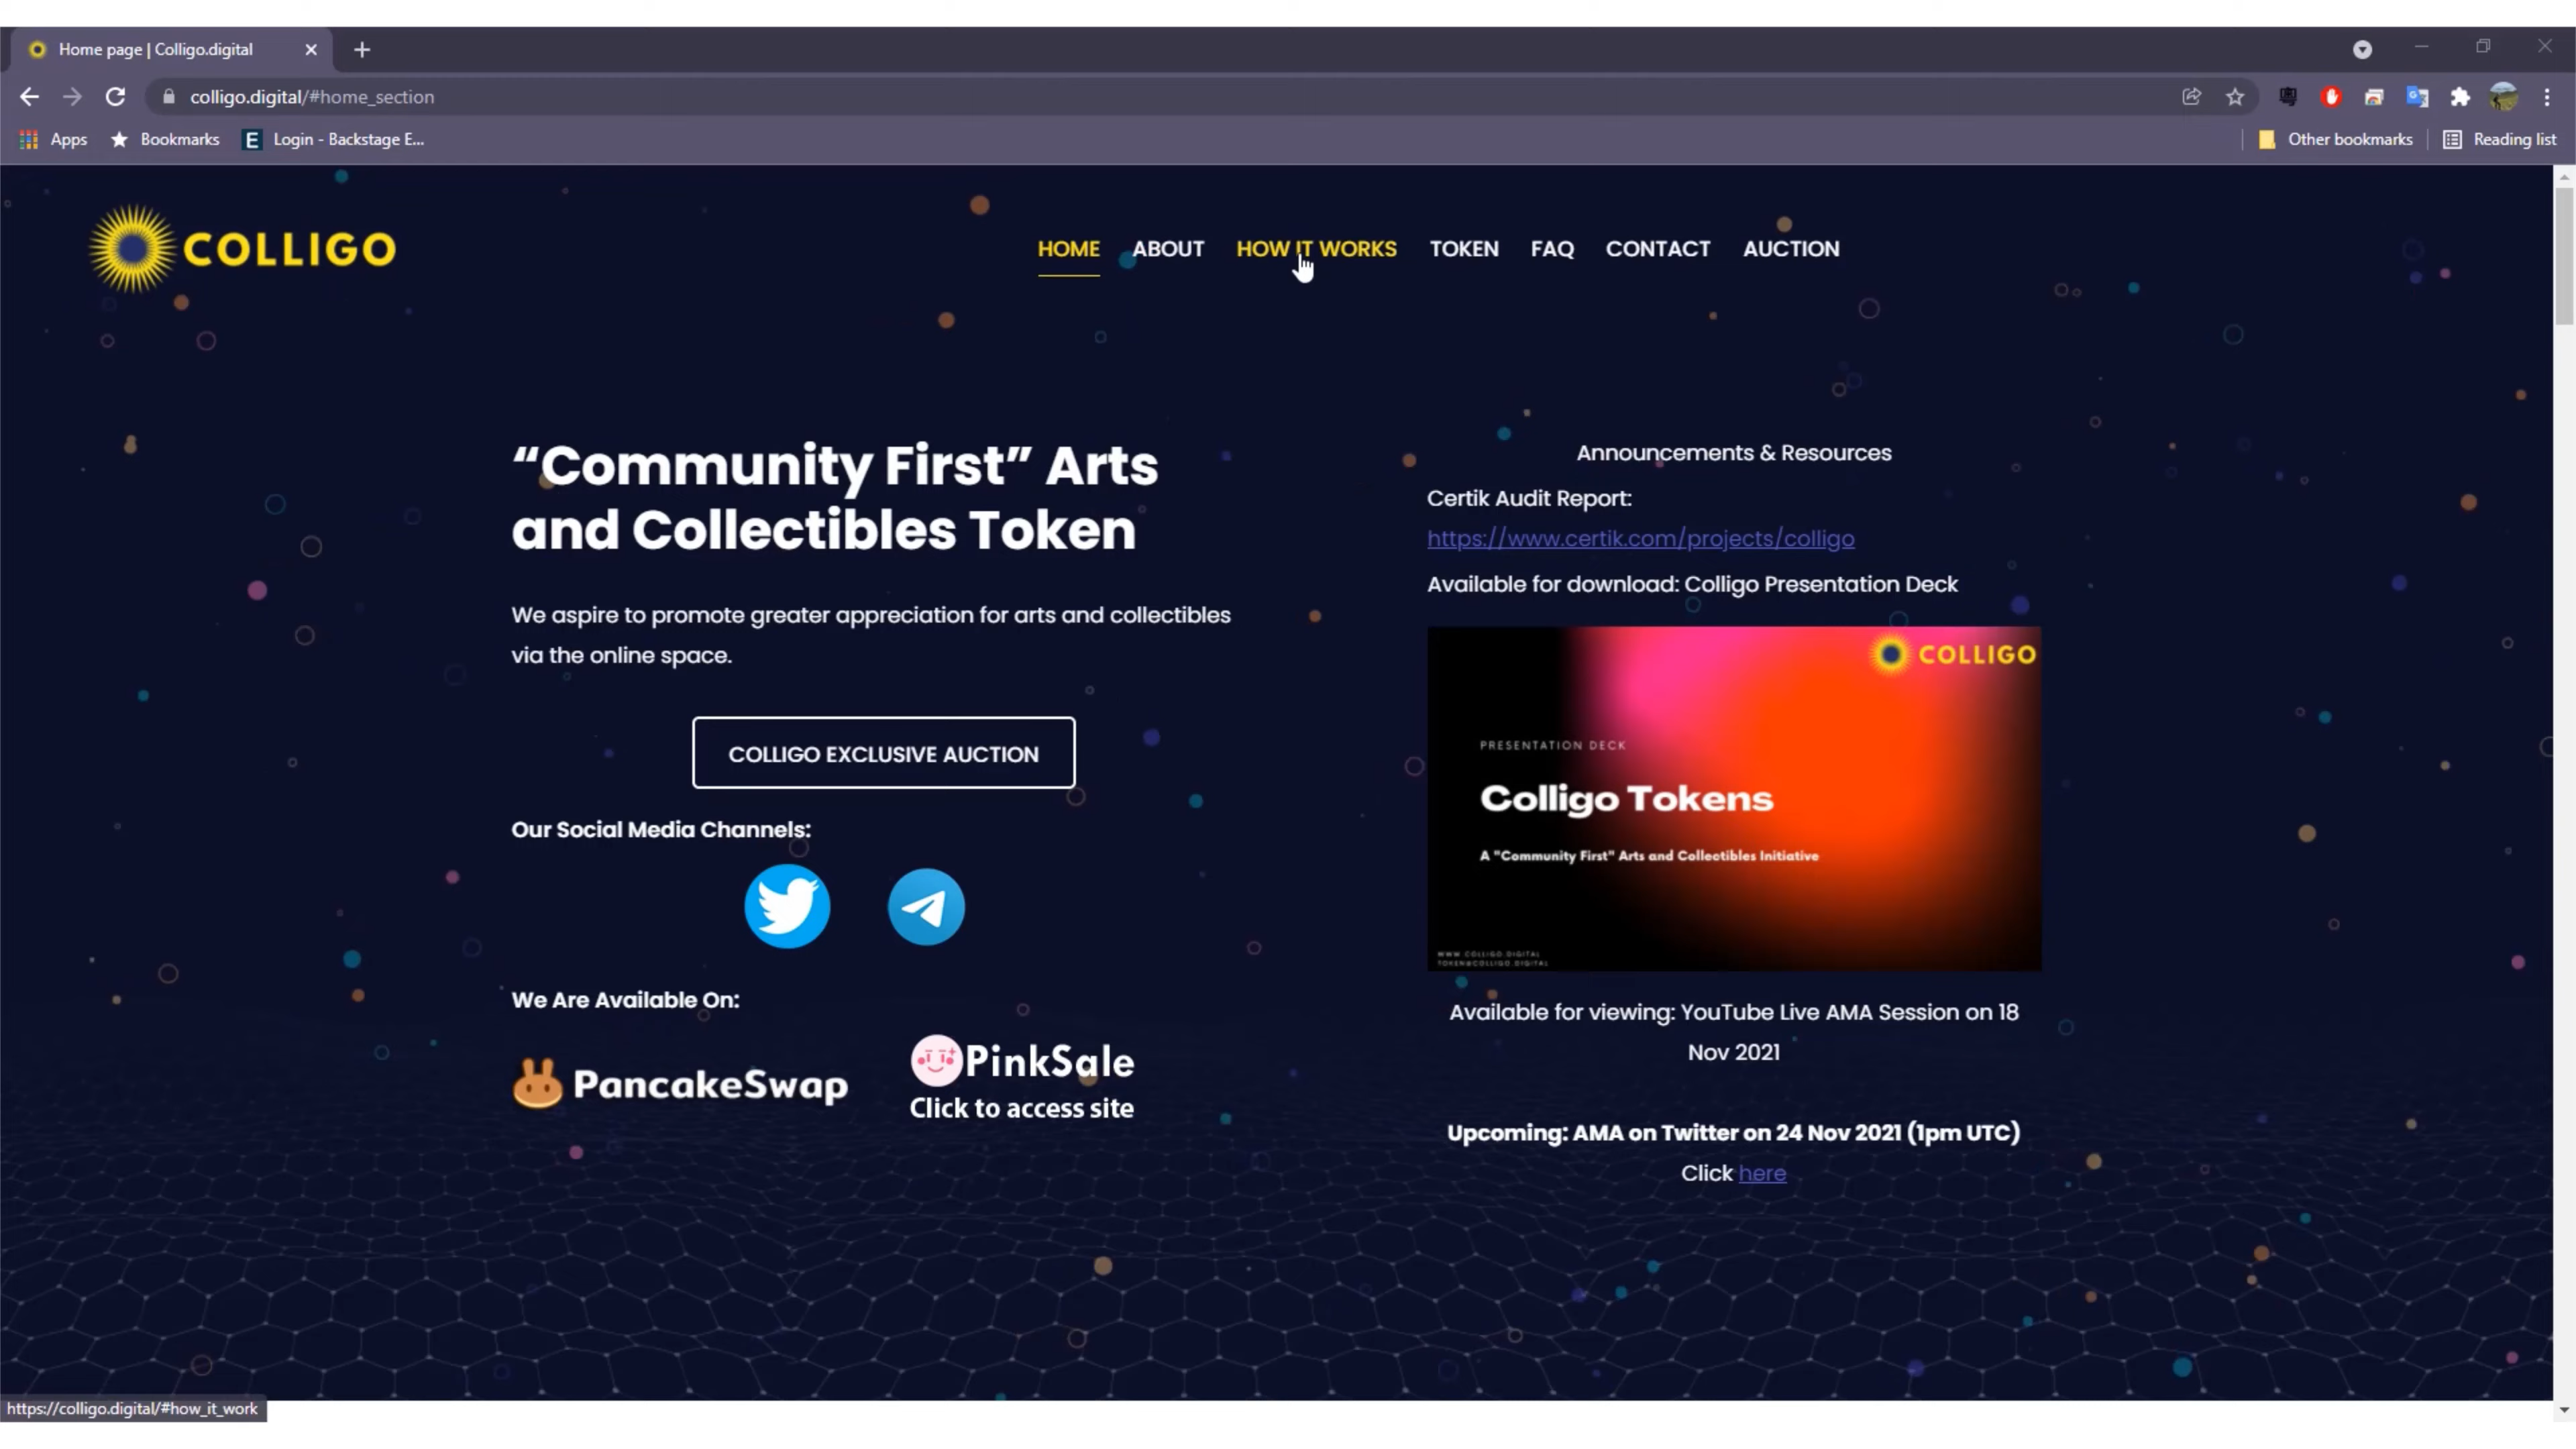 Home page | Colligo.digital
colligo.digital/#home_section
Apps
Bookmarks
E
Login - Backstage E...
Other bookmarks
Reading list
COLLIGO
HOME
ABOUT
HOW IT WORKS
TOKEN
FAQ
CONTACT
AUCTION
“Community First” Arts
and Collectibles Token
We aspire to promote greater appreciation for arts and collectibles
via the online space.
COLLIGO EXCLUSIVE AUCTION
Our Social Media Channels:
We Are Available On:
PancakeSwap
PinkSale
Click to access site
Announcements & Resources
Certik Audit Report:
https://www.certik.com/projects/colligo
Available for download: Colligo Presentation Deck
COLLIGO
PRESENTATION DECK
Colligo Tokens
A "Community First" Arts and Collectibles Initiative
WWW.COLLIGO.DIGITAL
TOKEN@COLLIGO.DIGITAL
Available for viewing: YouTube Live AMA Session on 18
Nov 2021
Upcoming: AMA on Twitter on 24 Nov 2021 (1pm UTC)
Click here
https://colligo.digital/#how_it_work